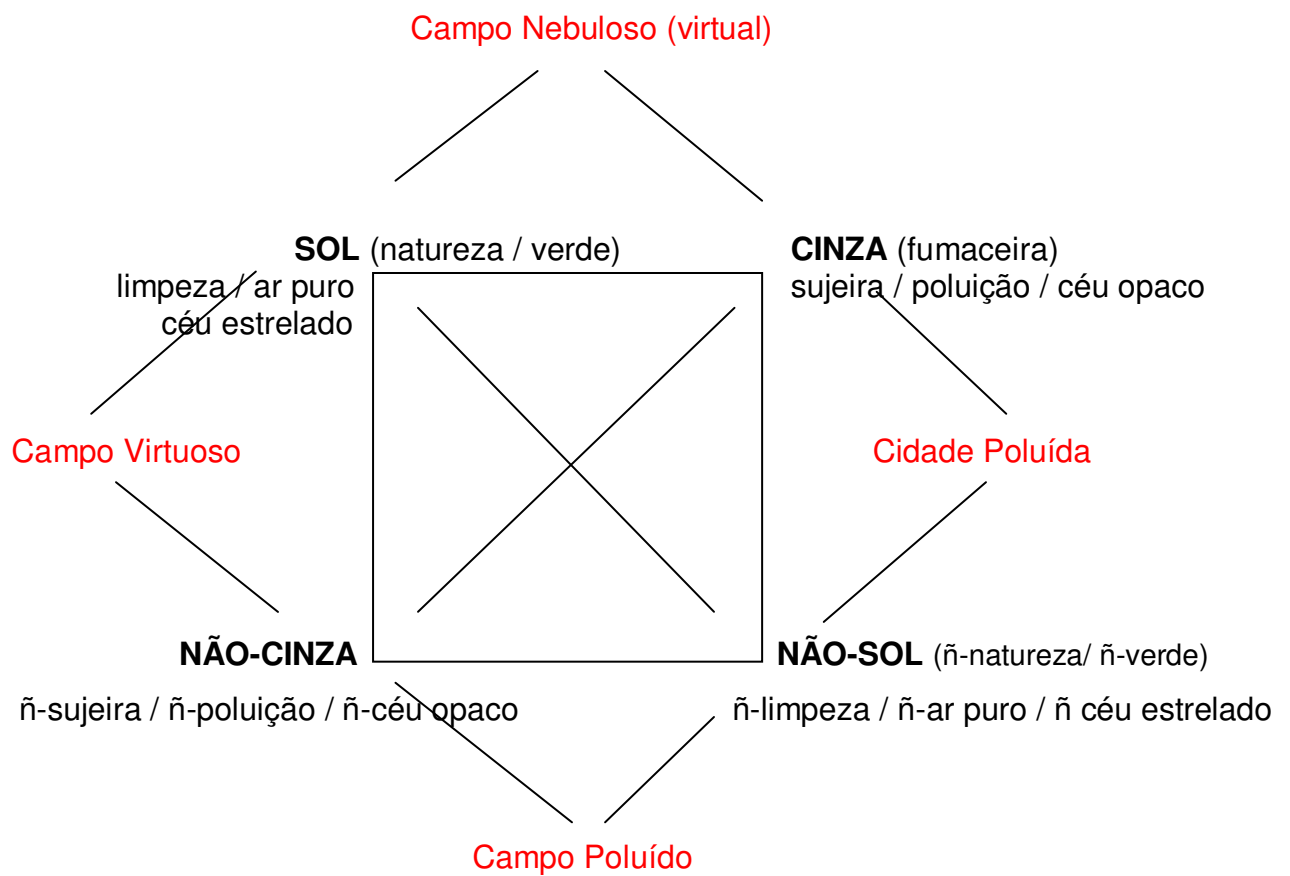 Campo Nebuloso (virtual)
SOL (natureza / verde)
limpeza / ar puro
céu estrelado
CINZA (fumaceira)
sujeira / poluição / céu opaco
Campo Virtuoso
Cidade Poluída
NÃO-CINZA
ñ-sujeira / ñ-poluição / ñ-céu opaco
NÃO-SOL (ñ-natureza/ ñ-verde)
ñ-limpeza / ñ-ar puro / ñ céu estrelado
Campo Poluído